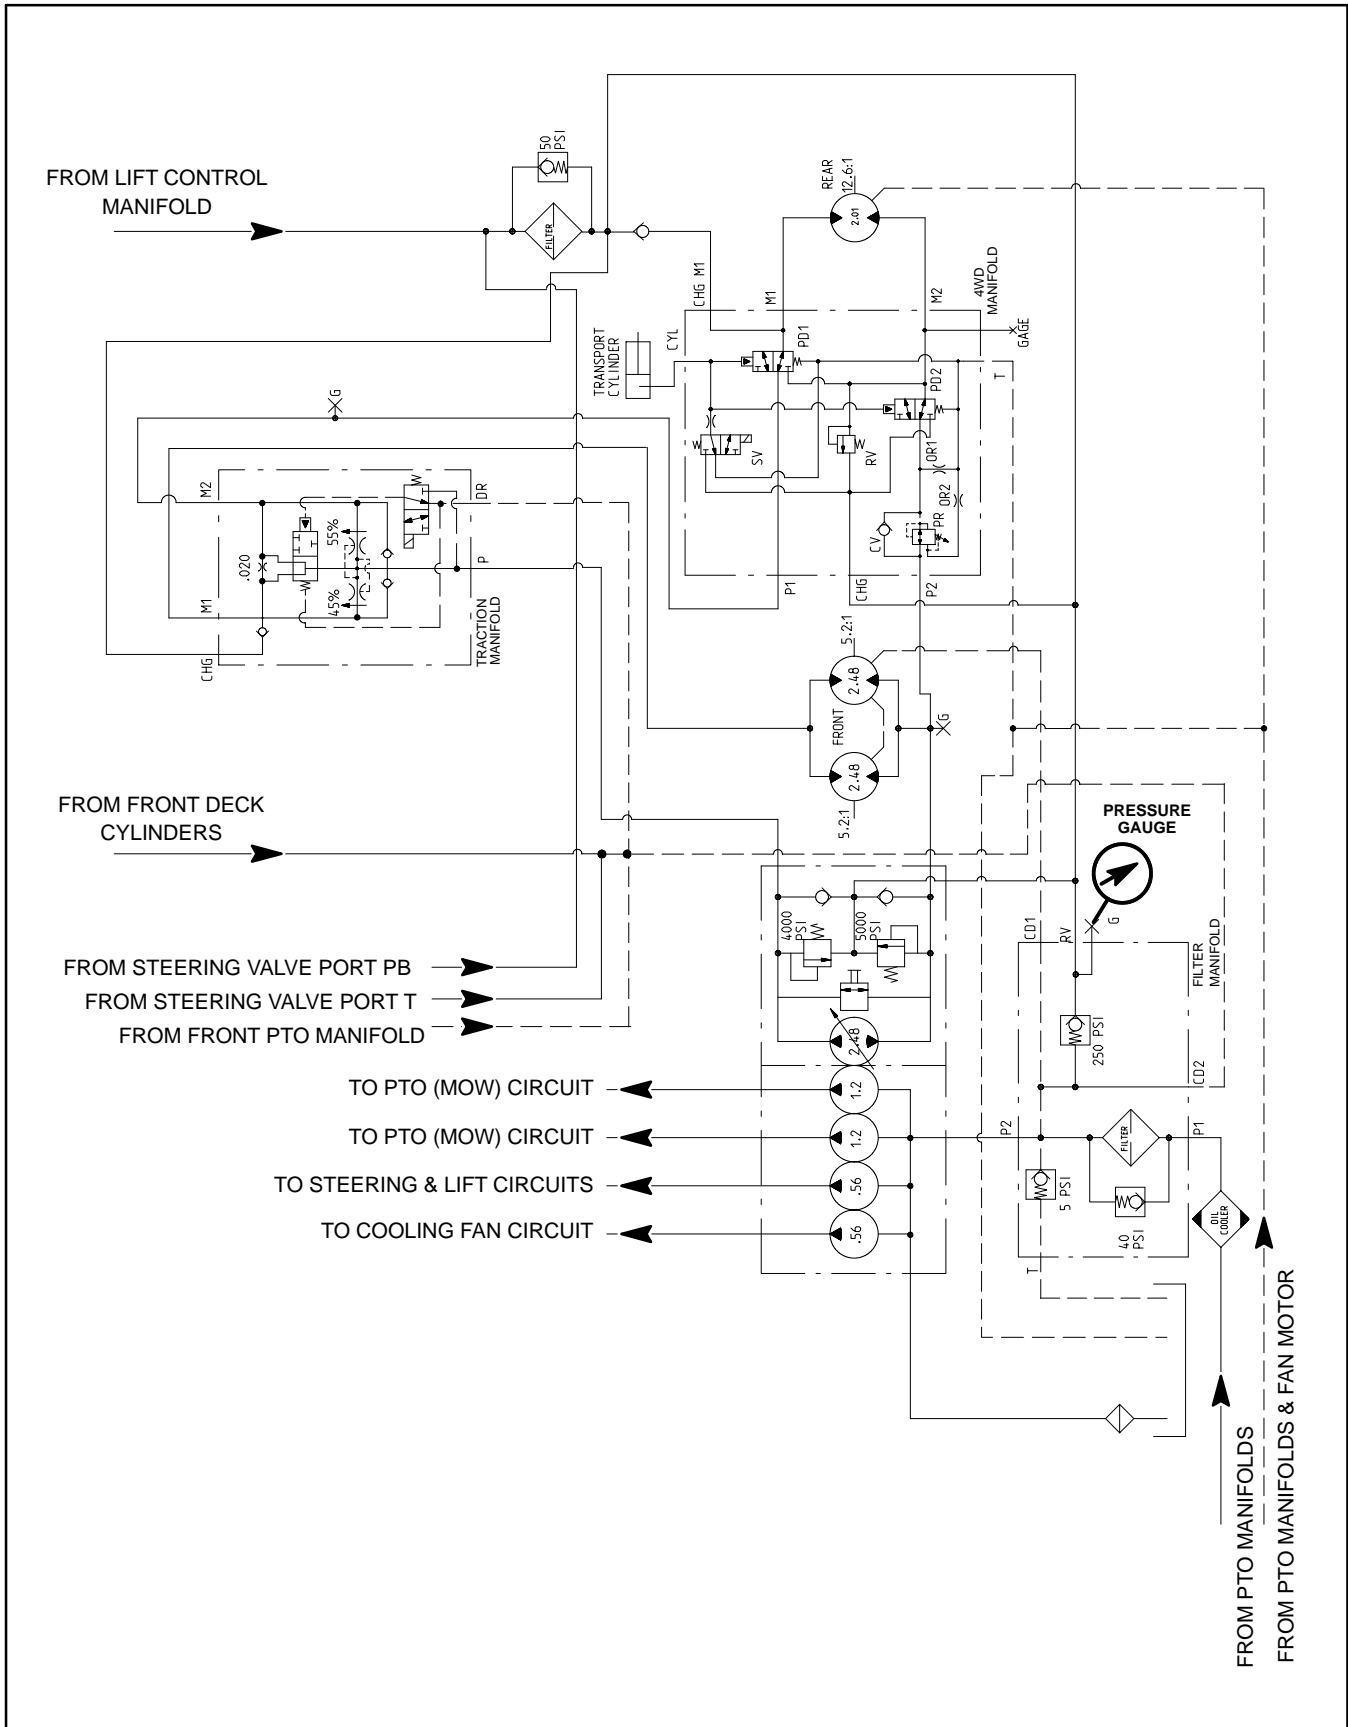 FROM LIFT CONTROL
MANIFOLD
50
PSI
FILTER
REAR
12.6:1
2.01
CHG M1
M1
M2
4WD
MANIFOLD
TRANSPORT
CYLINDER
CYL
PD1
GAGE
PD2
T
SV
RV
OR1
OR2
CV
PR
P1
CHG
P2
G
M2
DR
.020
55%
P
M1
45%
CHG
TRACTION
MANIFOLD
5.2:1
2.48
FRONT
2.48
5.2:1
G
FROM FRONT DECK
CYLINDERS
PRESSURE
GAUGE
4000
PSI
5000
PSI
CD1
RV
G
FILTER
MANIFOLD
FROM STEERING VALVE PORT PB
FROM STEERING VALVE PORT T
FROM FRONT PTO MANIFOLD
2.48
250 PSI
CD2
TO PTO (MOW) CIRCUIT
1.2
TO PTO (MOW) CIRCUIT
1.2
P2
FILTER
P1
TO STEERING & LIFT CIRCUITS
.56
5 PSI
TO COOLING FAN CIRCUIT
.56
40
PSI
OIL
COOLER
T
FROM PTO MANIFOLDS
FROM PTO MANIFOLDS & FAN MOTOR